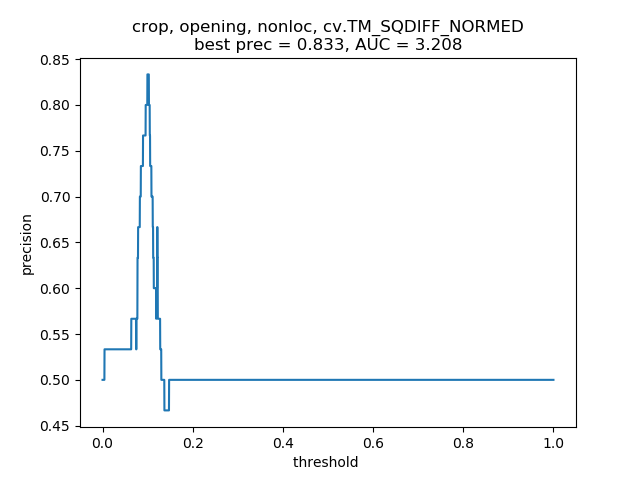 crop, opening, nonloc, cv.TM_SQDIFF_NORMED
best prec = 0.833, AUC = 3.208
0.85
0.80
0.75
0.70
0.65
0.60
0.55
0.50
0.45
precision
0.0 0.2 0.4 0.6 0.8 1.0
threshold